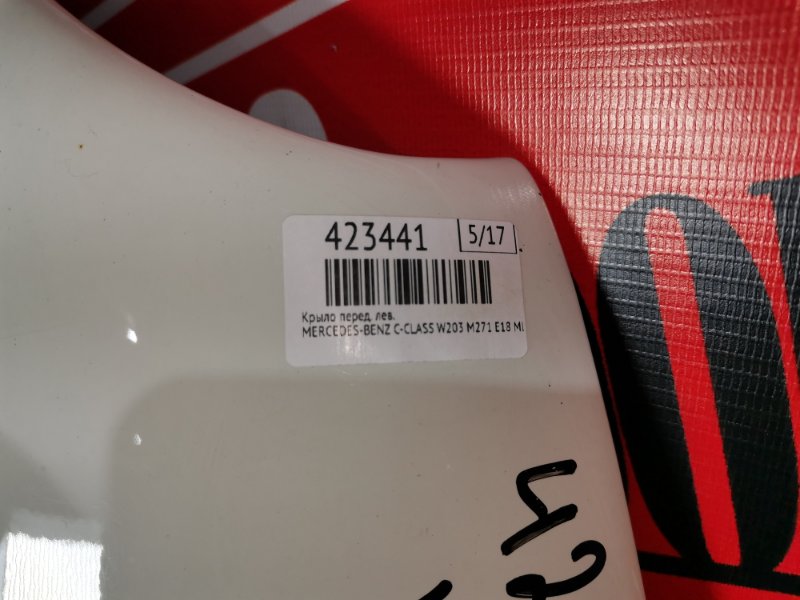 423441 5/17
Крыло перед. лев.
MERCEDES-BENZ C-CLASS W203 M271 E18 ML